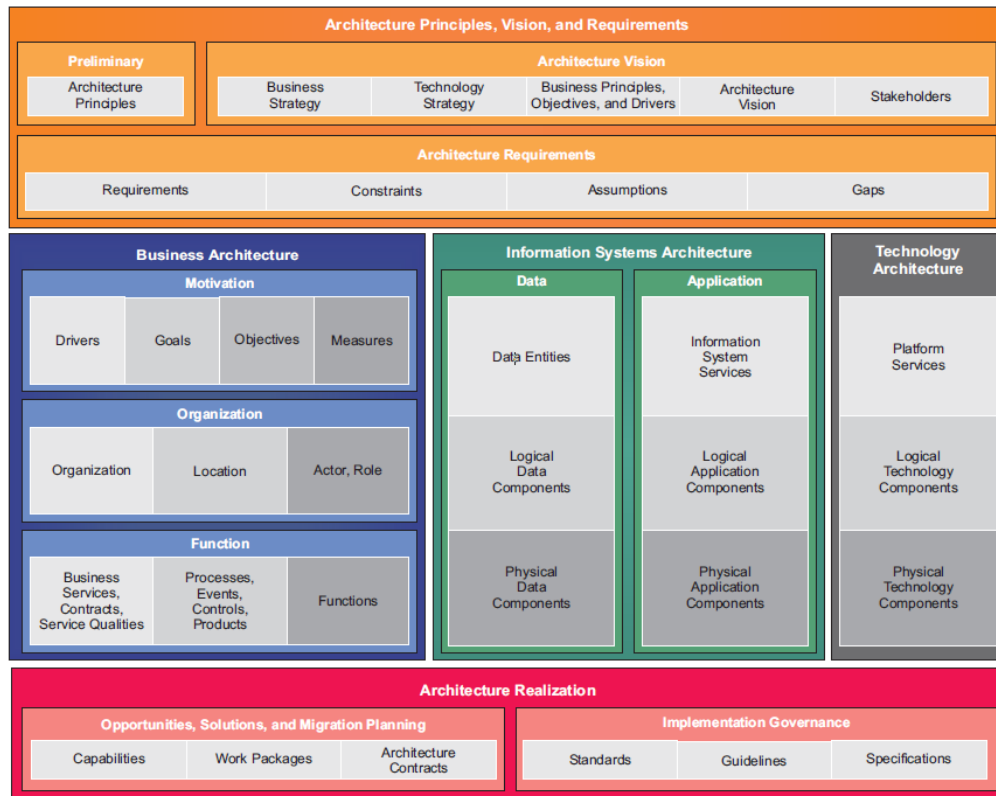 Architecture Principles, Vision, and Requirements
Preliminary
Architecture
Principles
Architecture Vision
Business
Strategy
Technology
Strategy
Business Principles,
Objectives, and Drivers
Architecture
Vision
Stakeholders
Architecture Requirements
Requirements
Constraints
Assumptions
Gaps
Business Architecture
Motivation
Drivers
Goals
Objectives
Measures
Organization
Organization
Location
Actor, Role
Function
Business
Services,
Contracts,
Service Qualities
Processes,
Events,
Controls,
Products
Functions
Information Systems Architecture
Data
Data Entities
Logical
Data
Components
Physical
Data
Components
Application
Information
System
Services
Logical
Application
Components
Physical
Application
Components
Technology
Architecture
Platform
Services
Logical
Technology
Components
Physical
Technology
Components
Architecture Realization
Opportunities, Solutions, and Migration Planning
Capabilities
Work Packages
Architecture
Contracts
Implementation Governance
Standards
Guidelines
Specifications